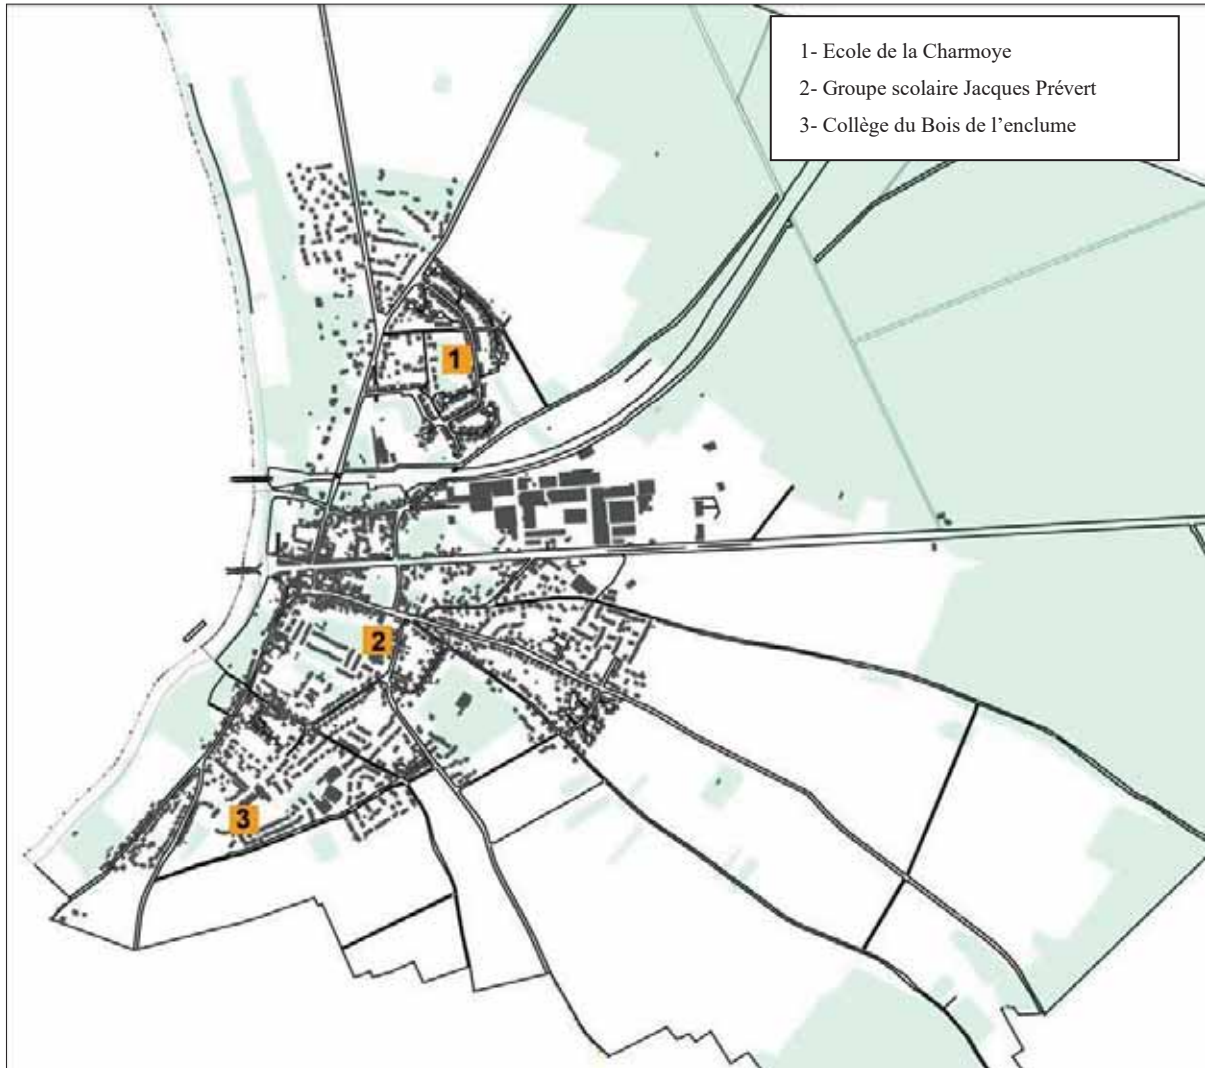 1- Ecole de la Charmoye
2- Groupe scolaire Jacques Prévert
3- Collège du Bois de l’enclume
1
2
3